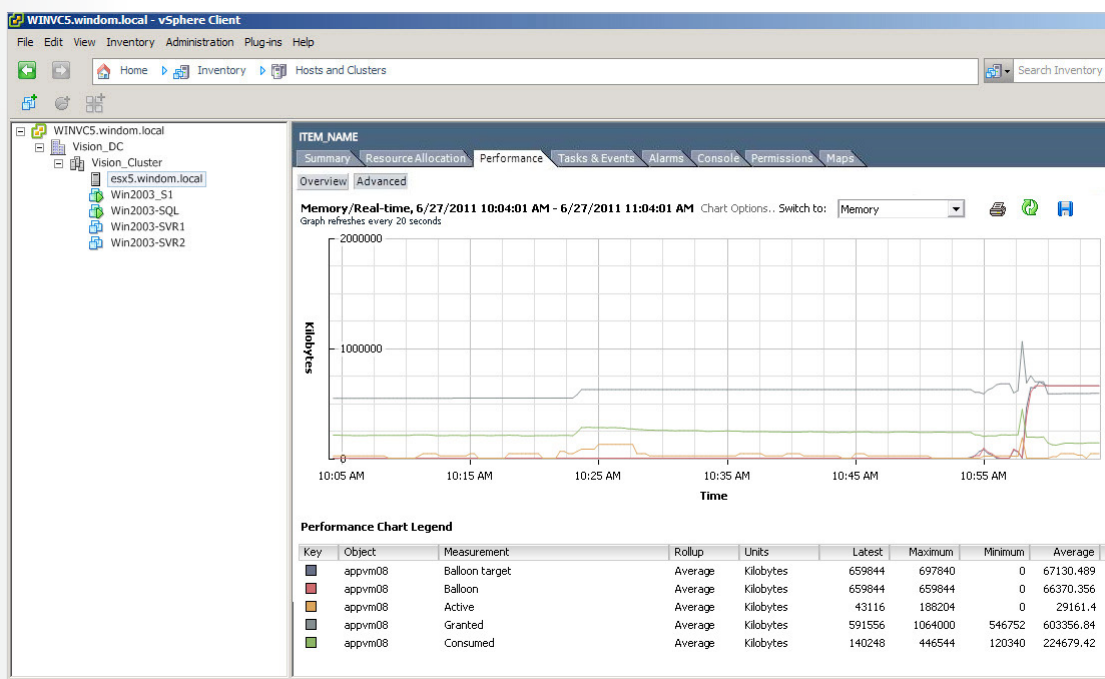 WINVC5.windom.local - vSphere Client
File Edit View Inventory Administration Plug-ins Help
Home Inventory Hosts and Clusters Search Inventory
WINVC5.windom.local
Vision_DC
Vision_Cluster
esx5.windom.local
Win2003_S1
Win2003-SQL
Win2003-SVR1
Win2003-SVR2
ITEM_NAME
Summary Resource Allocation Performance Tasks & Events Alarms Console Permissions Maps
Overview Advanced
Memory/Real-time, 6/27/2011 10:04:01 AM - 6/27/2011 11:04:01 AM Chart Options.. Switch to: Memory
Graph refreshes every 20 seconds
2000000
1000000
0
Kilobytes
10:05 AM 10:15 AM 10:25 AM 10:35 AM 10:45 AM 10:55 AM
Time
Performance Chart Legend
Key Object Measurement Rollup Units Latest Maximum Minimum Average
appvm08 Balloon target Average Kilobytes 659844 697840 0 67130.489
appvm08 Balloon Average Kilobytes 659844 659844 0 66370.356
appvm08 Active Average Kilobytes 43116 188204 0 29161.4
appvm08 Granted Average Kilobytes 591556 1064000 546752 603356.84
appvm08 Consumed Average Kilobytes 140248 446544 120340 224679.42